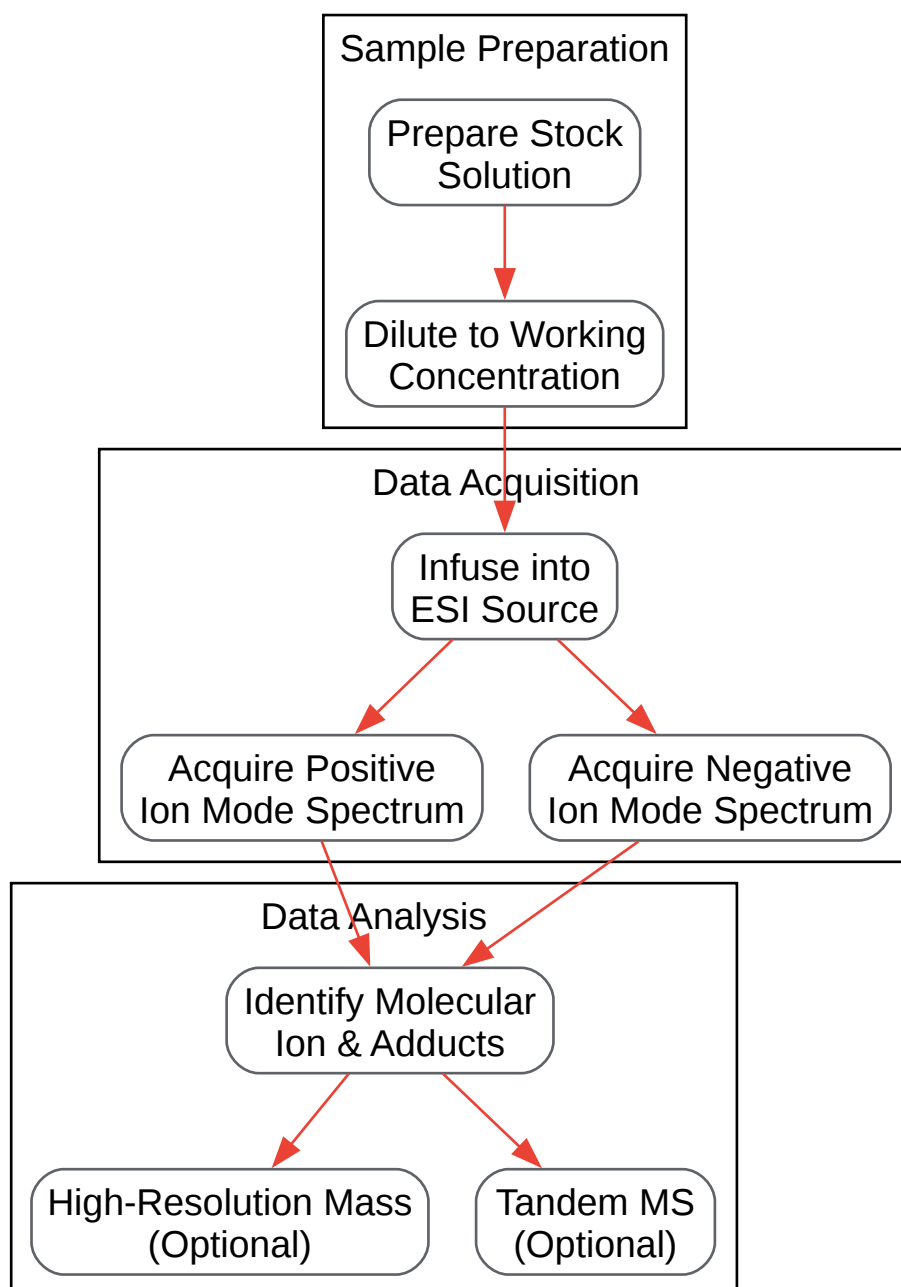 Sample Preparation
Prepare Stock
Solution
Dilute to Working
Concentration
Data Acquisition
Infuse into
ESI Source
Acquire Positive
Ion Mode Spectrum
Acquire Negative
Ion Mode Spectrum
Data Analysis
Identify Molecular
Ion & Adducts
High-Resolution Mass
(Optional)
Tandem MS
(Optional)